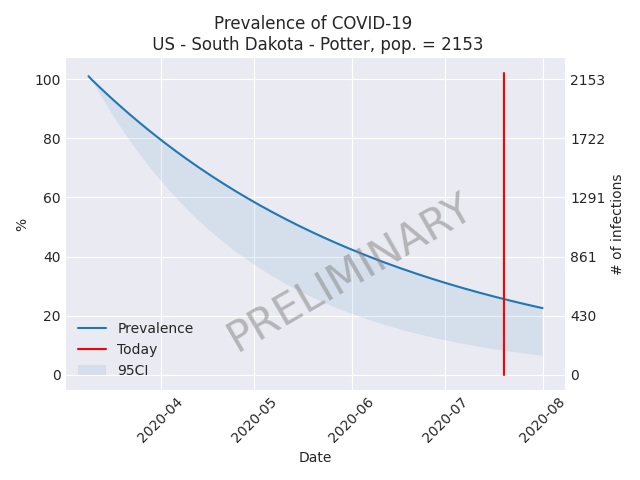 Prevalence of COVID-19
US - South Dakota - Potter, pop. = 2153
100
80
60
40
20
0
%
2153
1722
1291
861
430
0
# of infections
PRELIMINARY
Prevalence
Today
95CI
2020-04
2020-05
2020-06
2020-07
2020-08
Date